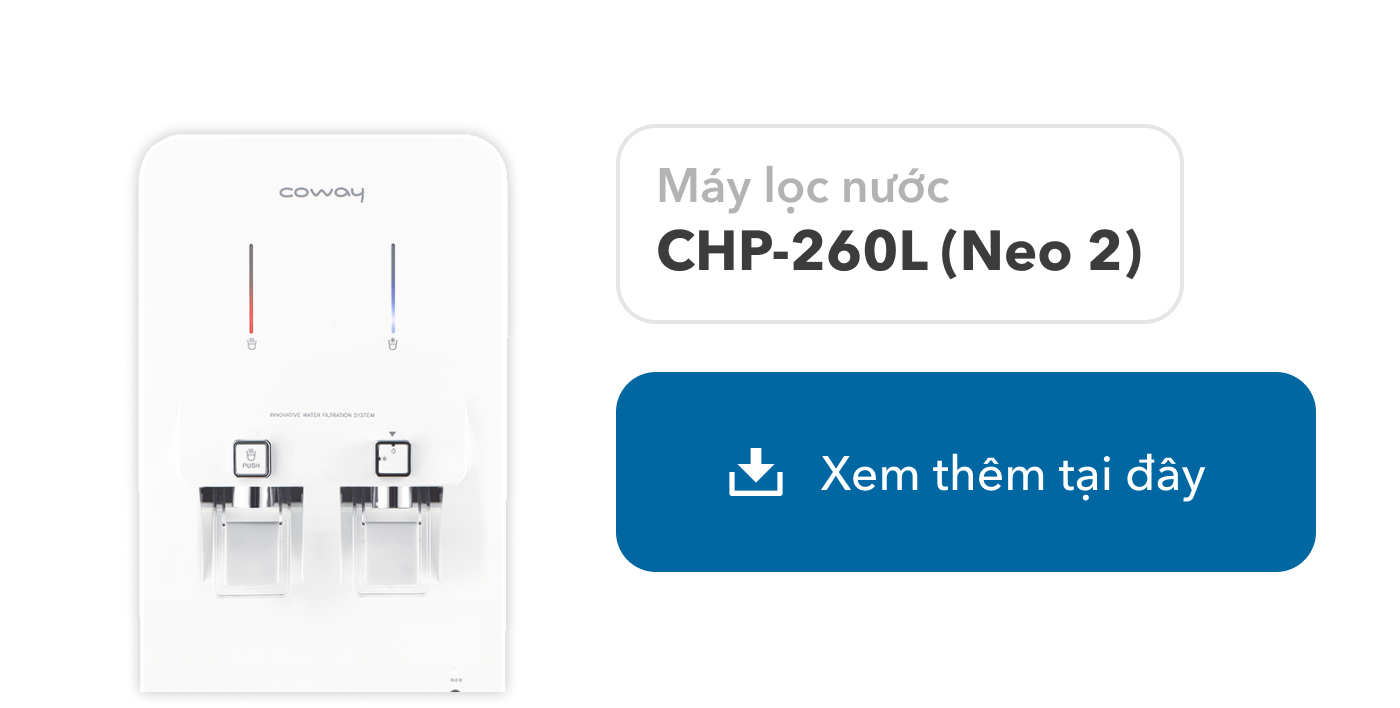 coway
Máy lọc nước
CHP-260L (Neo 2)
INNOVATIVE WATER FILTRATION SYSTEM
PUSH
Xem thêm tại đây